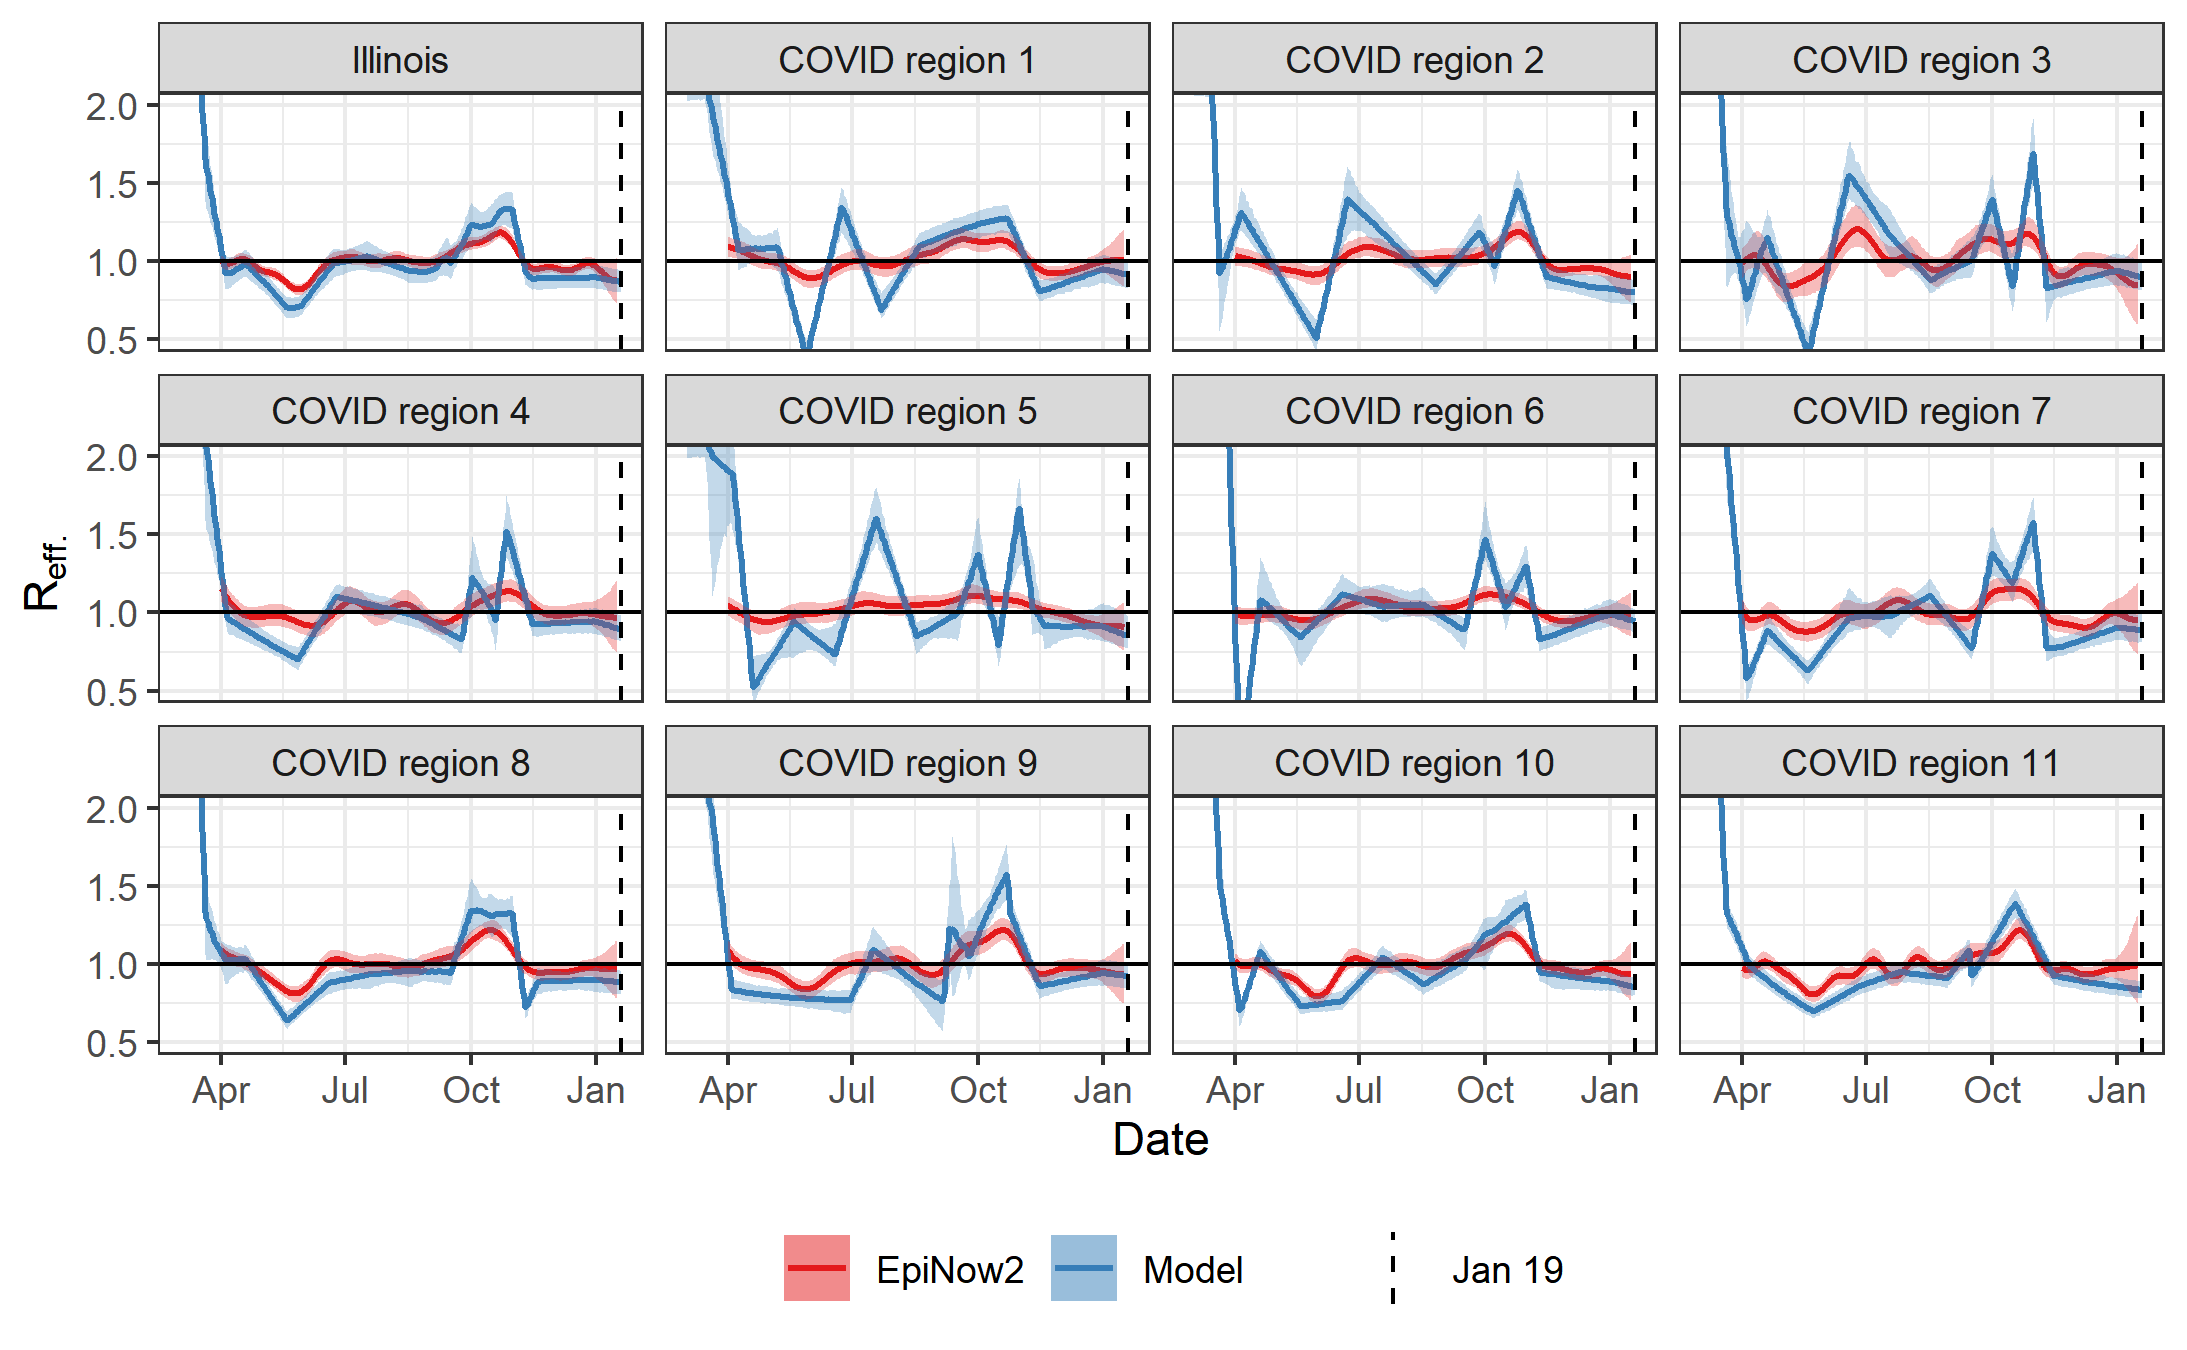 Illinois COVID region 1 COVID region 2 COVID region 3
2.0
1.5
1.0
0.5
COVID region 4 COVID region 5 COVID region 6 COVID region 7
2.0
1.5
1.0
0.5
COVID region 8 COVID region 9 COVID region 10 COVID region 11
2.0
1.5
1.0
0.5
Apr Jul Oct Jan Apr Jul Oct Jan Apr Jul Oct Jan Apr Jul Oct Jan
Reff.
Date
EpiNow2 Model Jan 19